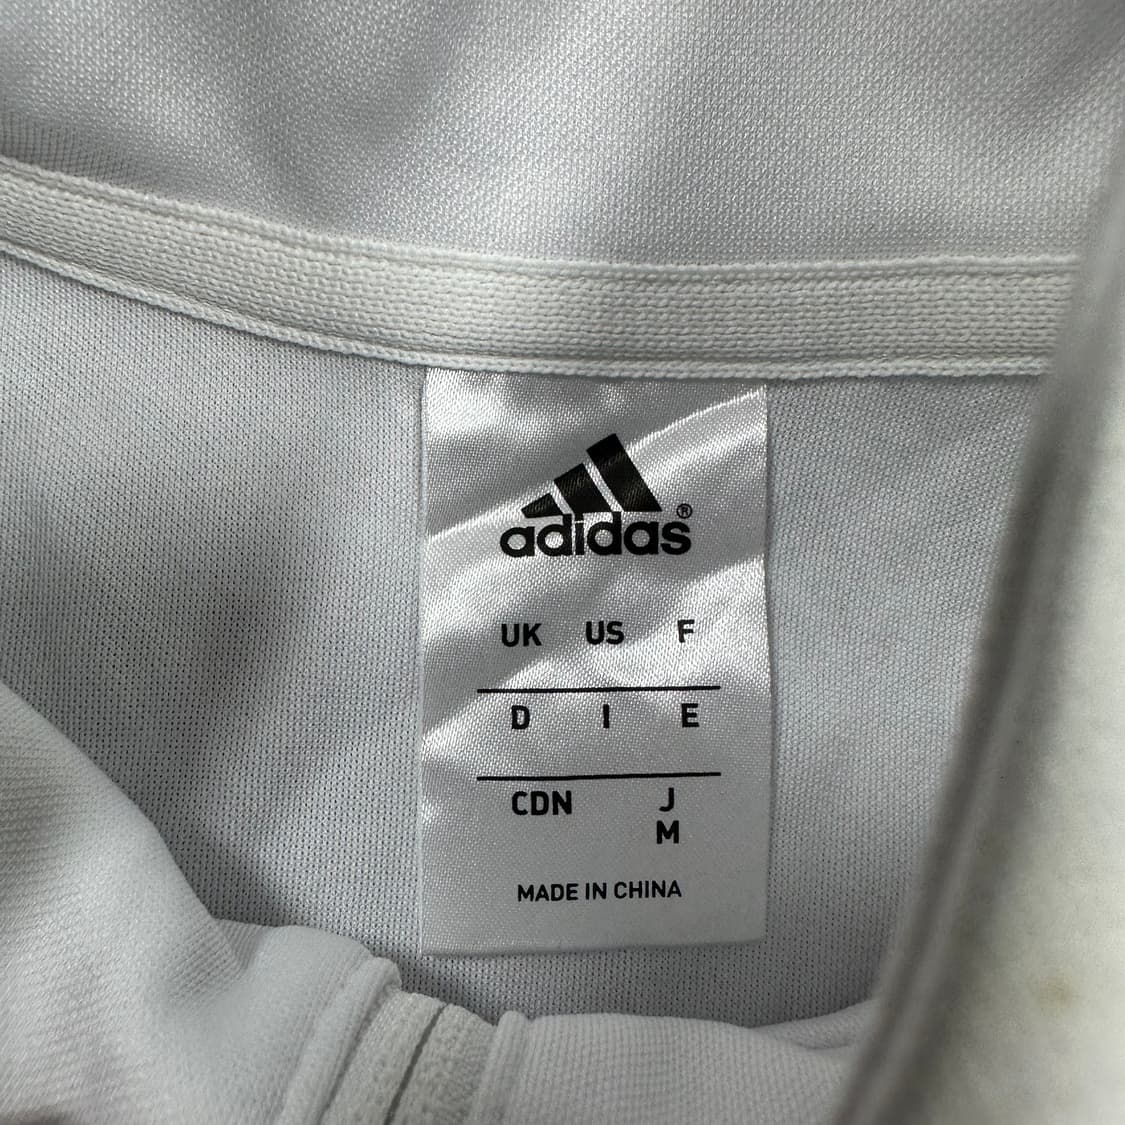 adidas®
UK US F
D I E
CDN J
M
MADE IN CHINA